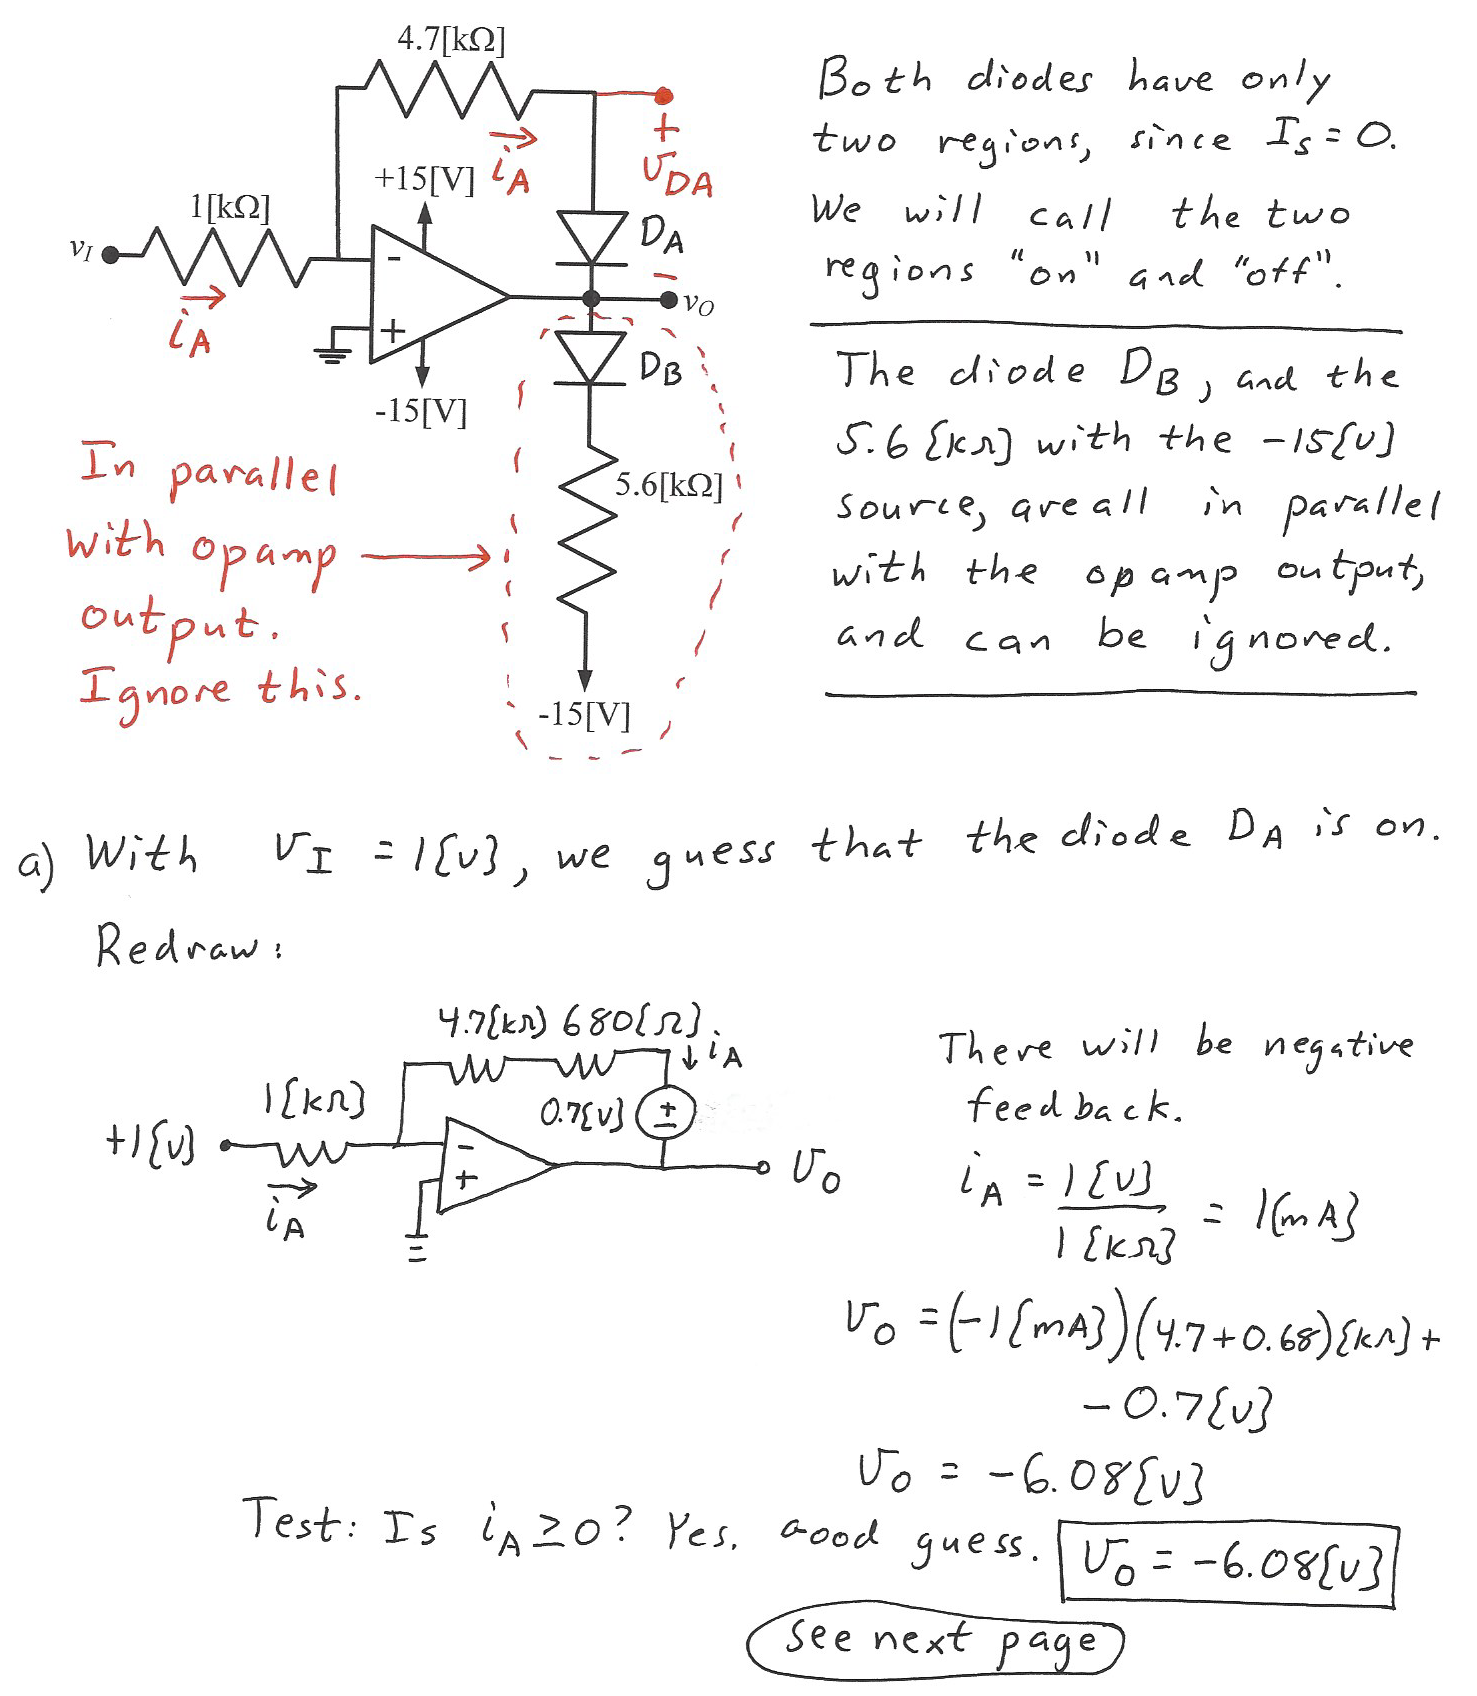 4.7[kΩ]
iA
+
vDA
-
+15[V]
1[kΩ]
vI
iA
-
+
DA
vO
-15[V]
DB
5.6[kΩ]
-15[V]
In parallel
with opamp
output.
Ignore this.
Both diodes have only
two regions, since Is = 0.
We will call the two
regions "on" and "off".
The diode DB, and the
5.6[kΩ] with the -15[V]
source, are all in parallel
with the opamp output,
and can be ignored.
a) With vI = 1[V], we guess that the diode DA is on.
Redraw:
4.7[kΩ] 680[Ω]
iA
1[kΩ]
0.7[V]
+
-
+1[V]
iA
-
+
vO
There will be negative
feedback.
iA = 1[V] / 1[kΩ] = 1[mA]
vO = (-1[mA])(4.7+0.68)[kΩ] +
-0.7[V]
vO = -6.08[V]
Test: Is iA ≥ 0? Yes. Good guess.
vO = -6.08[V]
see next page